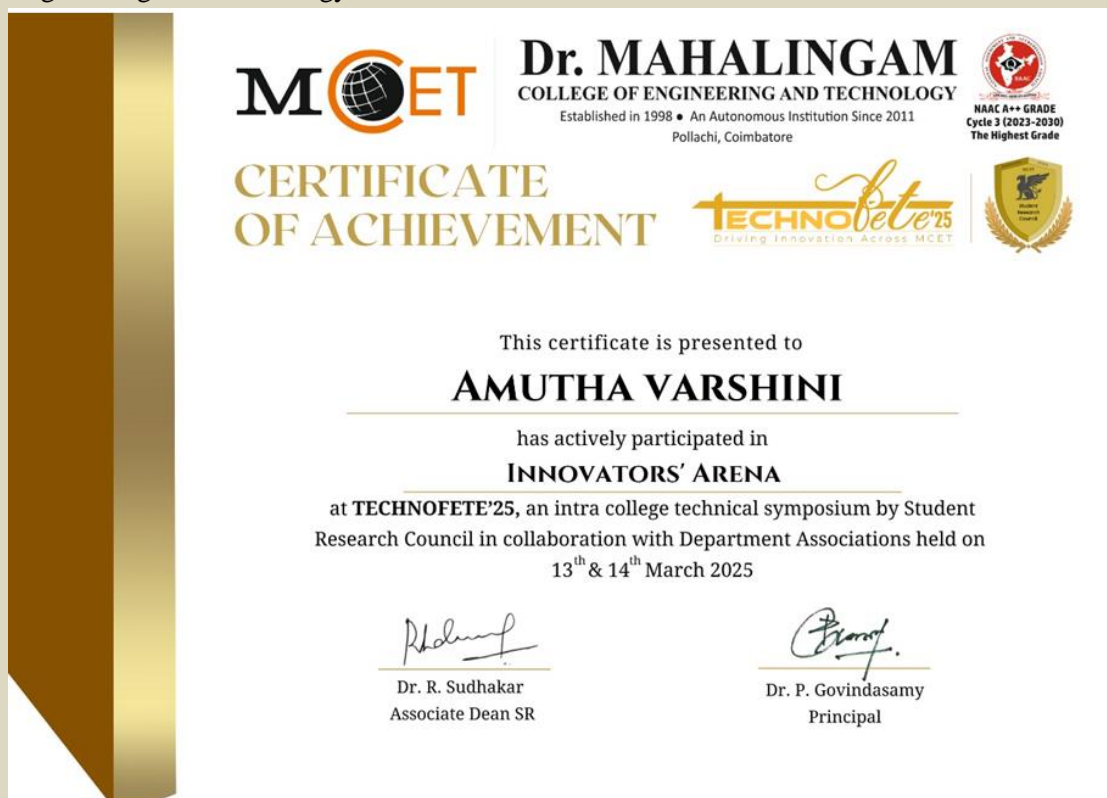 MCET
Dr. MAHALINGAM
COLLEGE OF ENGINEERING AND TECHNOLOGY
Established in 1998 • An Autonomous Institution Since 2011
Pollachi, Coimbatore
NAAC
NAAC A++ GRADE
Cycle 3 (2023-2030)
The Highest Grade
CERTIFICATE
OF ACHIEVEMENT
TECHNOfete'25
Driving Innovation Across MCET
Student
Research
Council
This certificate is presented to
AMUTHA VARSHINI
has actively participated in
INNOVATORS' ARENA
at TECHNOFETE’25, an intra college technical symposium by Student
Research Council in collaboration with Department Associations held on
13th & 14th March 2025
Dr. R. Sudhakar
Associate Dean SR
Dr. P. Govindasamy
Principal